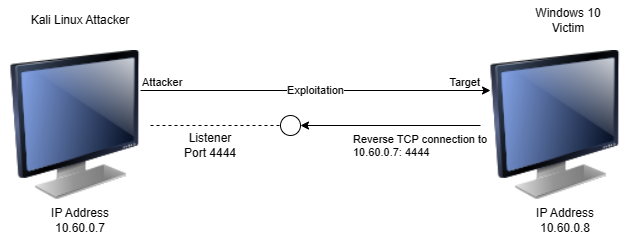 Kali Linux Attacker
Windows 10
Victim
Attacker
Exploitation
Target
Listener
Port 4444
Reverse TCP connection to
10.60.0.7: 4444
IP Address
10.60.0.7
IP Address
10.60.0.8